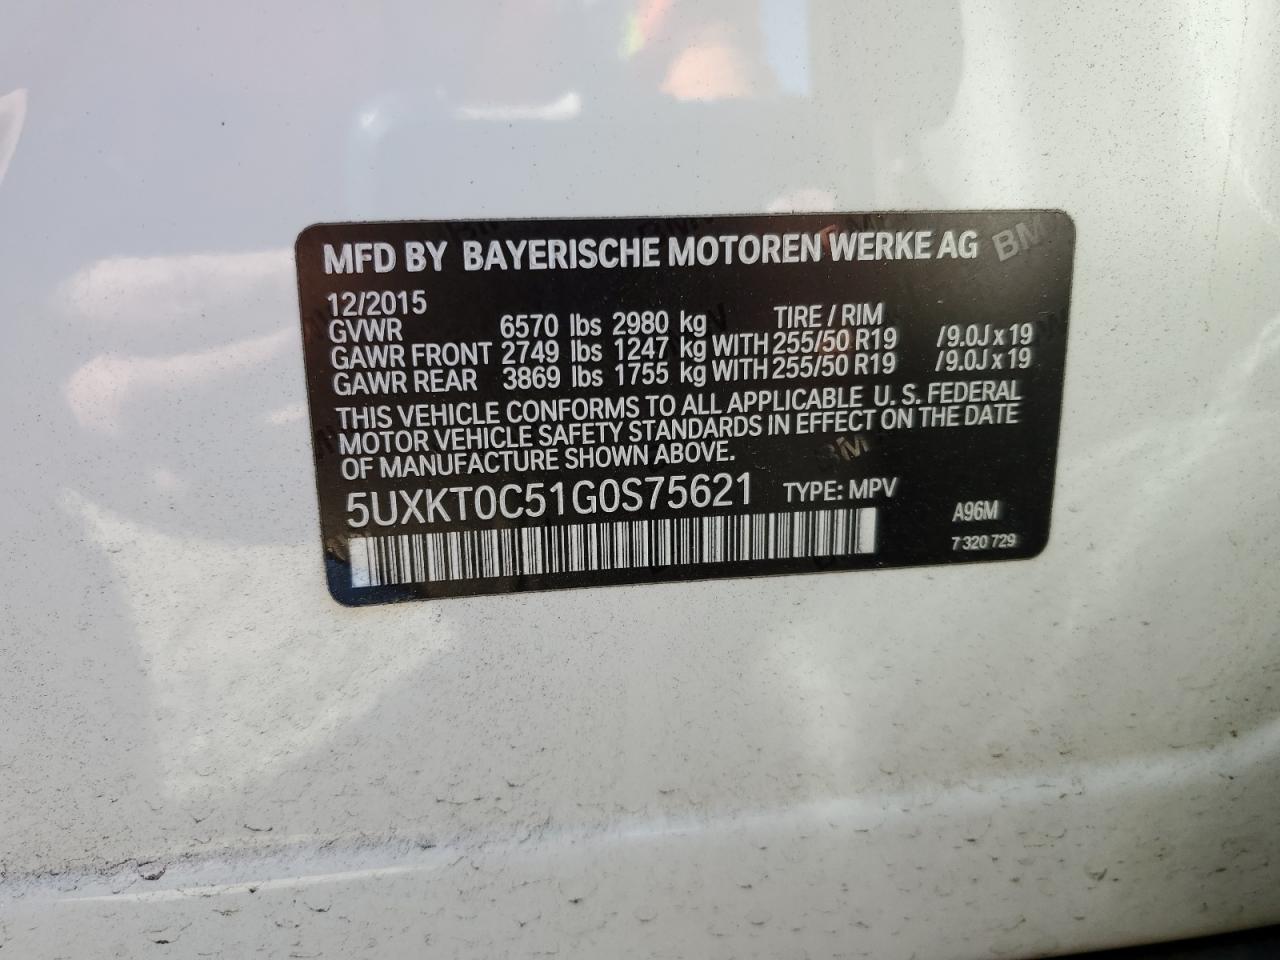 MFD BY BAYERISCHE MOTOREN WERKE AG
12/2015 TIRE / RIM
GVWR 6570 lbs 2980 kg
GAWR FRONT 2749 lbs 1247 kg WITH 255/50 R19 / 9.0J x 19
GAWR REAR 3869 lbs 1755 kg WITH 255/50 R19 / 9.0J x 19
THIS VEHICLE CONFORMS TO ALL APPLICABLE U. S. FEDERAL
MOTOR VEHICLE SAFETY STANDARDS IN EFFECT ON THE DATE
OF MANUFACTURE SHOWN ABOVE.
5UXKT0C51G0S75621 TYPE: MPV
A96M
7 320 729